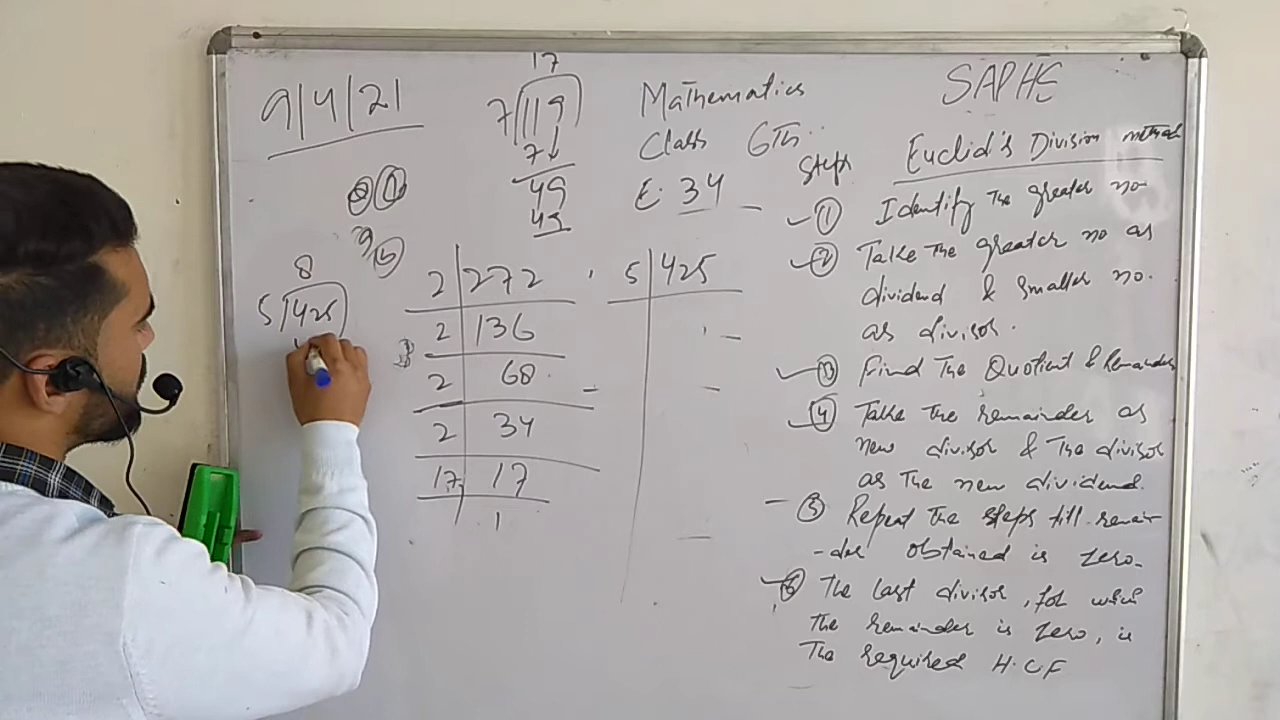 9/4/21
17
7 119
7
49
49
Mathematics
Class 6Th
E. 34
SAPHE
Euclid's Division method
Steps
1 Identify The greater no
2 Take The greater no as
dividend & smaller no.
as divisor.
3 Find The Quotient & Remainder
4 Take The remainder as
new divisor & The divisor
as The new dividend.
5 Repeat The steps till remain
-der obtained is zero.
6 The Last divisor, for which
The remainder is zero, is
The required H.C.F
8
5 425
2 272
2 136
2 68
2 34
17 17
1
5 425